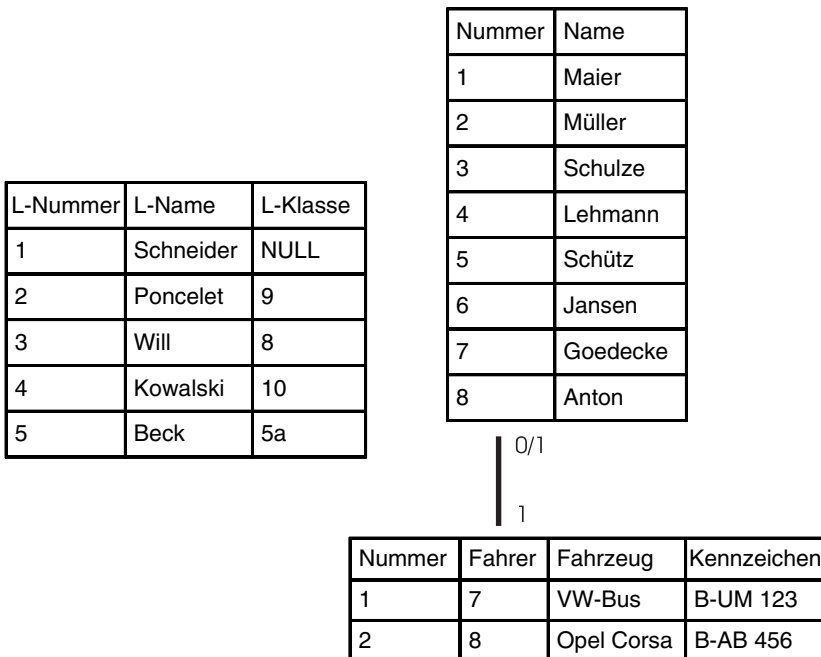 Nummer Name
1 Maier
2 Müller
3 Schulze
4 Lehmann
5 Schütz
6 Jansen
7 Goedecke
8 Anton
L-Nummer L-Name L-Klasse
1 Schneider NULL
2 Poncelet 9
3 Will 8
4 Kowalski 10
5 Beck 5a
0/1
1
Nummer Fahrer Fahrzeug Kennzeichen
1 7 VW-Bus B-UM 123
2 8 Opel Corsa B-AB 456